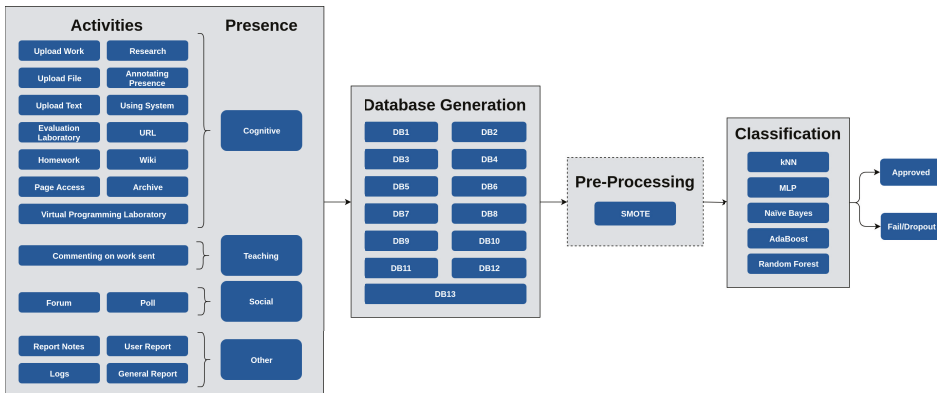 Activities
Presence
Upload Work
Research
Upload File
Annotating
Presence
Upload Text
Using System
Evaluation
Laboratory
URL
Homework
Wiki
Page Access
Archive
Virtual Programming Laboratory
Cognitive
Commenting on work sent
Teaching
Forum
Poll
Social
Report Notes
User Report
Logs
General Report
Other
Database Generation
DB1
DB2
DB3
DB4
DB5
DB6
DB7
DB8
DB9
DB10
DB11
DB12
DB13
Pre-Processing
SMOTE
Classification
kNN
MLP
Naïve Bayes
AdaBoost
Random Forest
Approved
Fail/Dropout